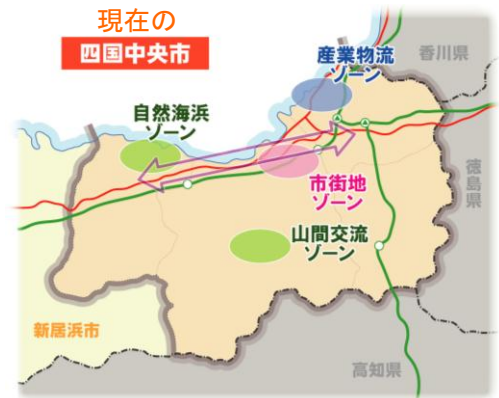 現在の
四国中央市
産業物流
ゾーン
香川県
自然海浜
ゾーン
徳島県
市街地
ゾーン
山間交流
ゾーン
新居浜市
高知県